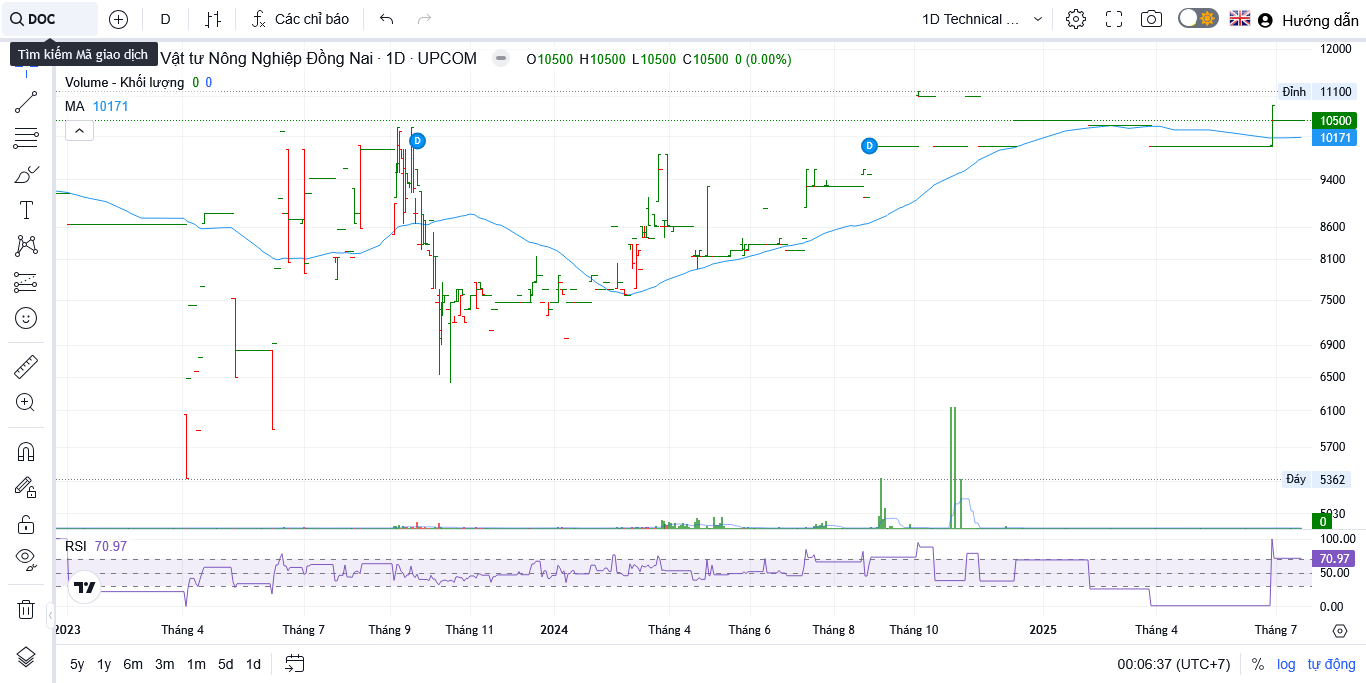 DOC
D
Các chỉ báo
1D Technical ...
Hướng dẫn
Tìm kiếm Mã giao dịch
Vật tư Nông Nghiệp Đồng Nai · 1D · UPCOM
O10500 H10500 L10500 C10500 0 (0.00%)
Volume - Khối lượng 0 0
MA 10171
D
D
12000
Đỉnh 11100
10500
10171
9400
8600
8100
7500
6900
6500
6100
5700
Đáy 5362
5030
0
RSI 70.97
100.00
70.97
50.00
0.00
2023 Tháng 4 Tháng 7 Tháng 9 Tháng 11 2024 Tháng 4 Tháng 6 Tháng 8 Tháng 10 2025 Tháng 4 Tháng 7
5y 1y 6m 3m 1m 5d 1d
00:06:37 (UTC+7) % log tự động